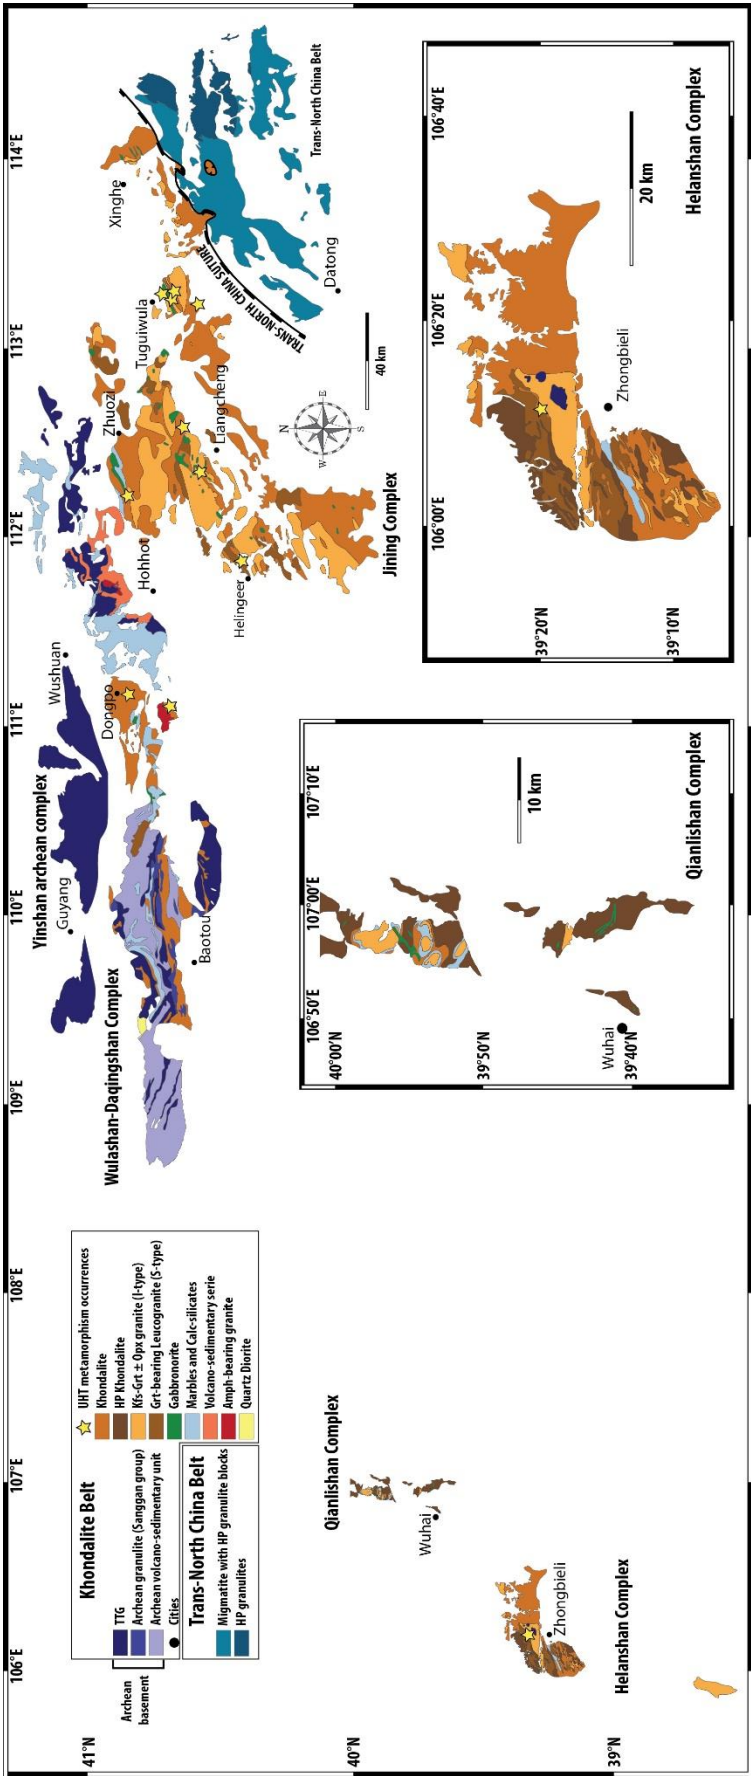 106°E
107°E
108°E
109°E
110°E
111°E
112°E
113°E
114°E
41°N
40°N
39°N
Khondalite Belt
Archean basement
TTG
Archean granulite (Sanggan group)
Archean volcano-sedimentary unit
Cities
Trans-North China Belt
Migmatite with HP granulite blocks
HP granulites
UHT metamorphism occurrences
Khondalite
HP Khondalite
Kfs-Grt ± Opx granite (I-type)
Grt-bearing Leucogranite (S-type)
Gabbronorite
Marbles and Calc-silicates
Volcano-sedimentary serie
Amph-bearing granite
Quartz Diorite
Yinshan archean complex
Guyang
Wushuan
Wulashan-Daqingshan Complex
Baotou
Dongpo
Hohhot
Zhuozi
Tuguiwula
Xinghe
Helingeer
Liangcheng
Datong
TRANS-NORTH CHINA SUTURE
Trans-North China Belt
Jining Complex
N
W
E
S
40 km
Qianlishan Complex
Wuhai
Zhongbieli
Helanshan Complex
106°50'E
107°00'E
107°10'E
40°00'N
39°50'N
39°40'N
Wuhai
10 km
Qianlishan Complex
106°00'E
106°20'E
106°40'E
39°20'N
39°10'N
Zhongbieli
20 km
Helanshan Complex